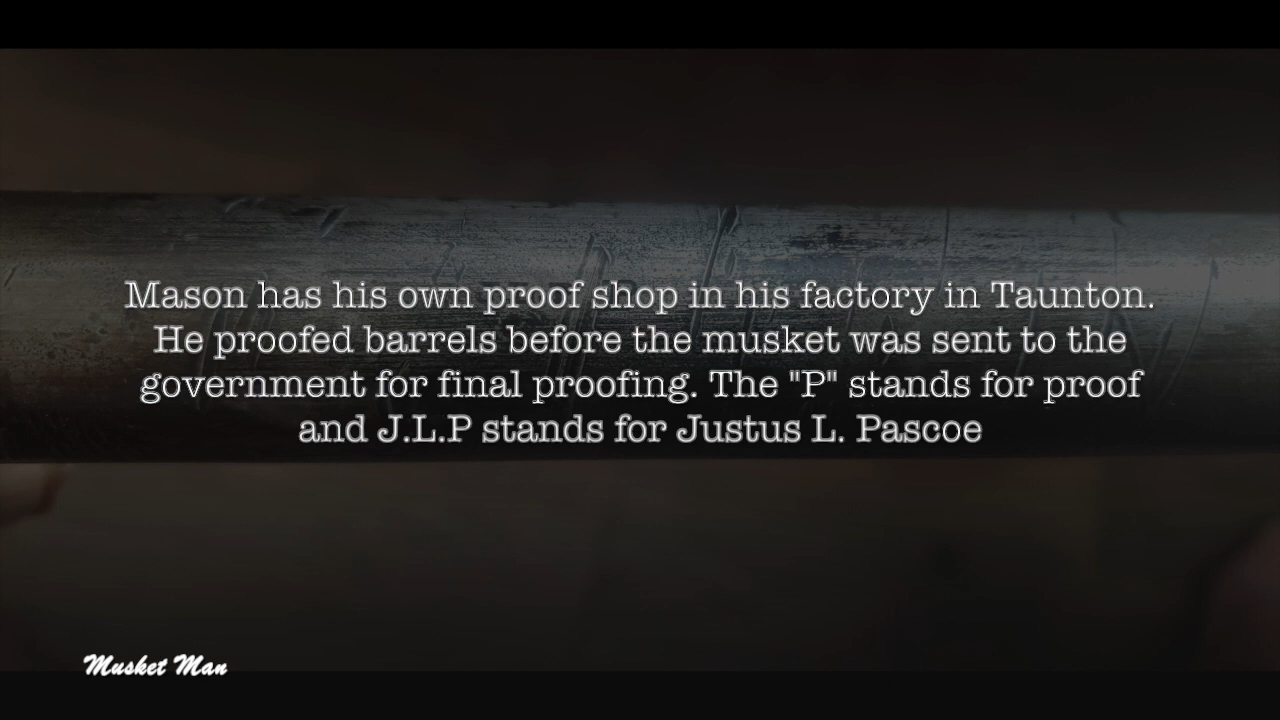 Mason has his own proof shop in his factory in Taunton.
He proofed barrels before the musket was sent to the
government for final proofing. The "P" stands for proof
and J.L.P stands for Justus L. Pascoe
Musket Man